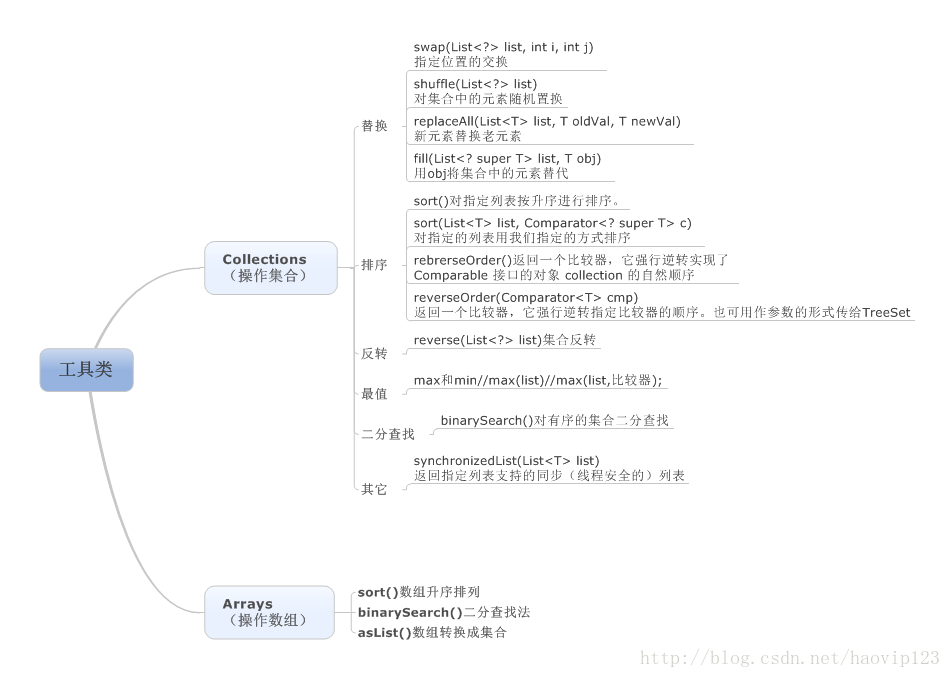 工具类
Collections
（操作集合）
替换
swap(List<?> list, int i, int j)
指定位置的交换
shuffle(List<?> list)
对集合中的元素随机置换
replaceAll(List<T> list, T oldVal, T newVal)
新元素替换老元素
fill(List<? super T> list, T obj)
用obj将集合中的元素替代
排序
sort()对指定列表按升序进行排序。
sort(List<T> list, Comparator<? super T> c)
对指定的列表用我们指定的方式排序
rebrerseOrder()返回一个比较器，它强行逆转实现了
Comparable 接口的对象 collection 的自然顺序
reverseOrder(Comparator<T> cmp)
返回一个比较器，它强行逆转指定比较器的顺序。也可用作参数的形式传给TreeSet
反转
reverse(List<?> list)集合反转
最值
max和min//max(list)//max(list,比较器);
二分查找
binarySearch()对有序的集合二分查找
其它
synchronizedList(List<T> list)
返回指定列表支持的同步（线程安全的）列表
Arrays
（操作数组）
sort()数组升序排列
binarySearch()二分查找法
asList()数组转换成集合
http://blog.csdn.net/haovip123